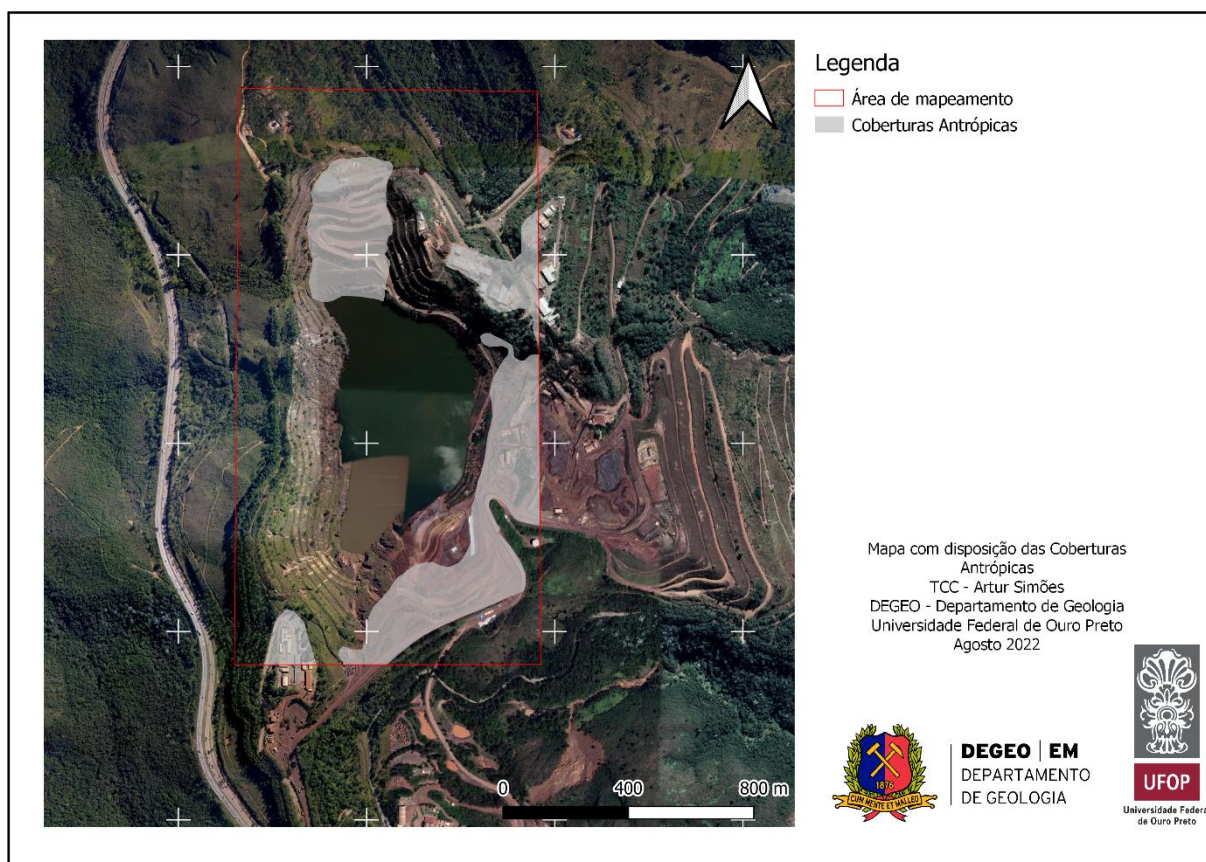 Legenda
Área de mapeamento
Coberturas Antrópicas
Mapa com disposição das Coberturas
Antrópicas
TCC - Artur Simões
DEGEO - Departamento de Geologia
Universidade Federal de Ouro Preto
Agosto 2022
0 400 800 m
1876
CUM MENTE ET MALLEO
DEGEO | EM
DEPARTAMENTO
DE GEOLOGIA
UFOP
Universidade Federal
de Ouro Preto